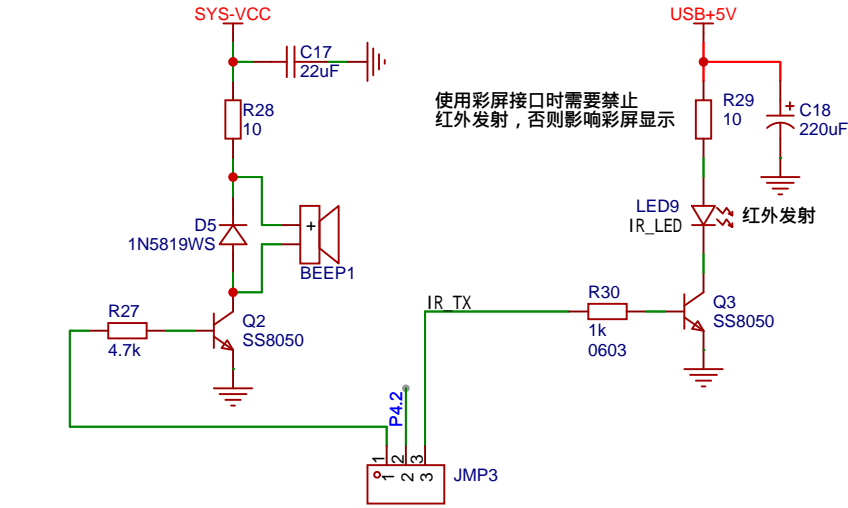 SYS-VCC
USB+5V
C17
22uF
R28
10
使用彩屏接口时需要禁止
红外发射，否则影响彩屏显示
R29
10
+
C18
220uF
D5
1N5819WS
+
BEEP1
LED9
IR_LED
红外发射
R27
4.7k
Q2
SS8050
IR_TX
R30
1k
0603
Q3
SS8050
P4.2
1
2
3
1
2
3
JMP3